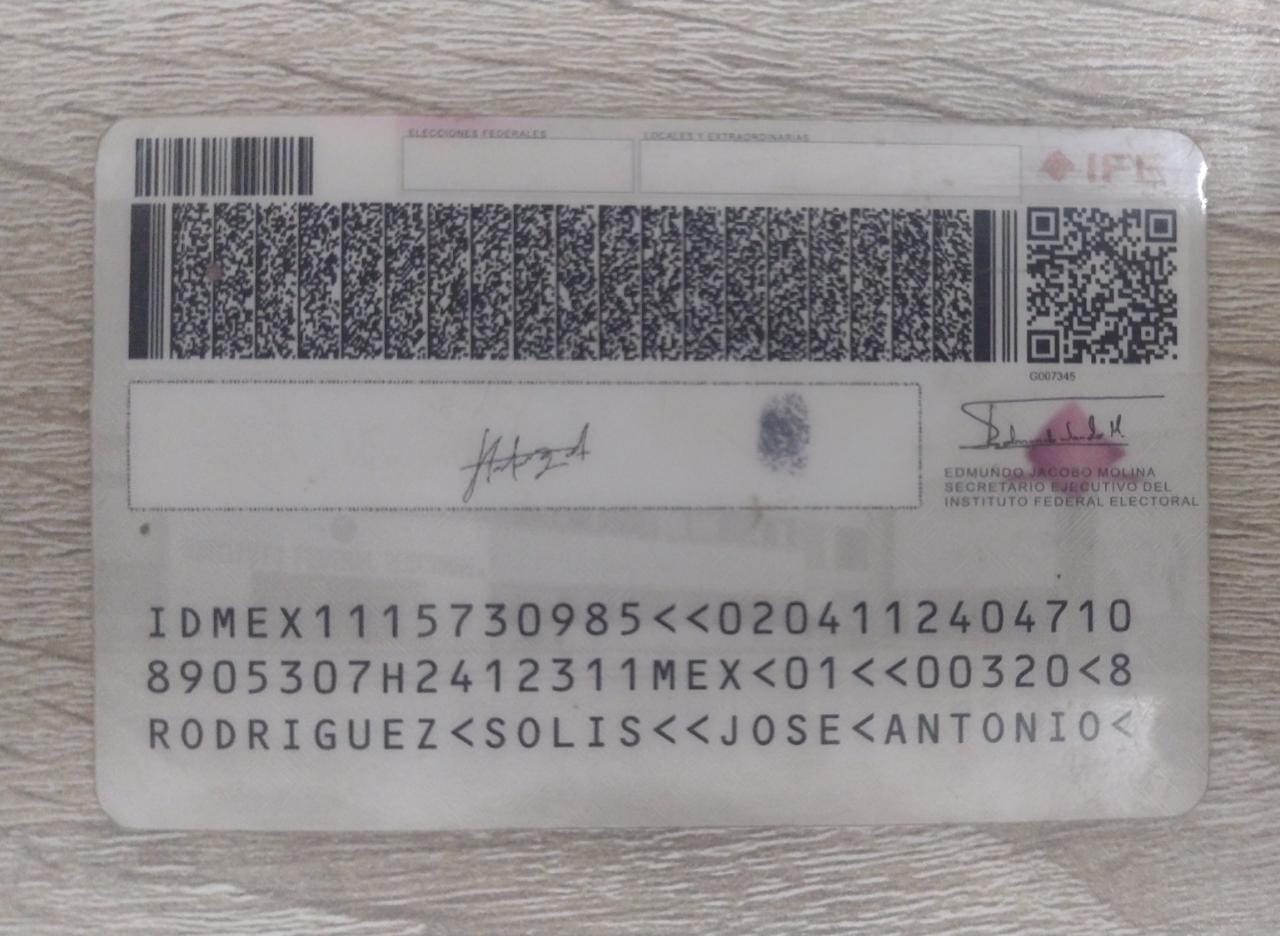 ELECCIONES FEDERALES
LOCALES Y EXTRAORDINARIAS
IFE
G007345
EDMUNDO JACOBO MOLINA
SECRETARIO EJECUTIVO DEL
INSTITUTO FEDERAL ELECTORAL
IDMEX1115730985<<0204112404710
8905307H2412311MEX<01<<00320<8
RODRIGUEZ<SOLIS<<JOSE<ANTONIO<